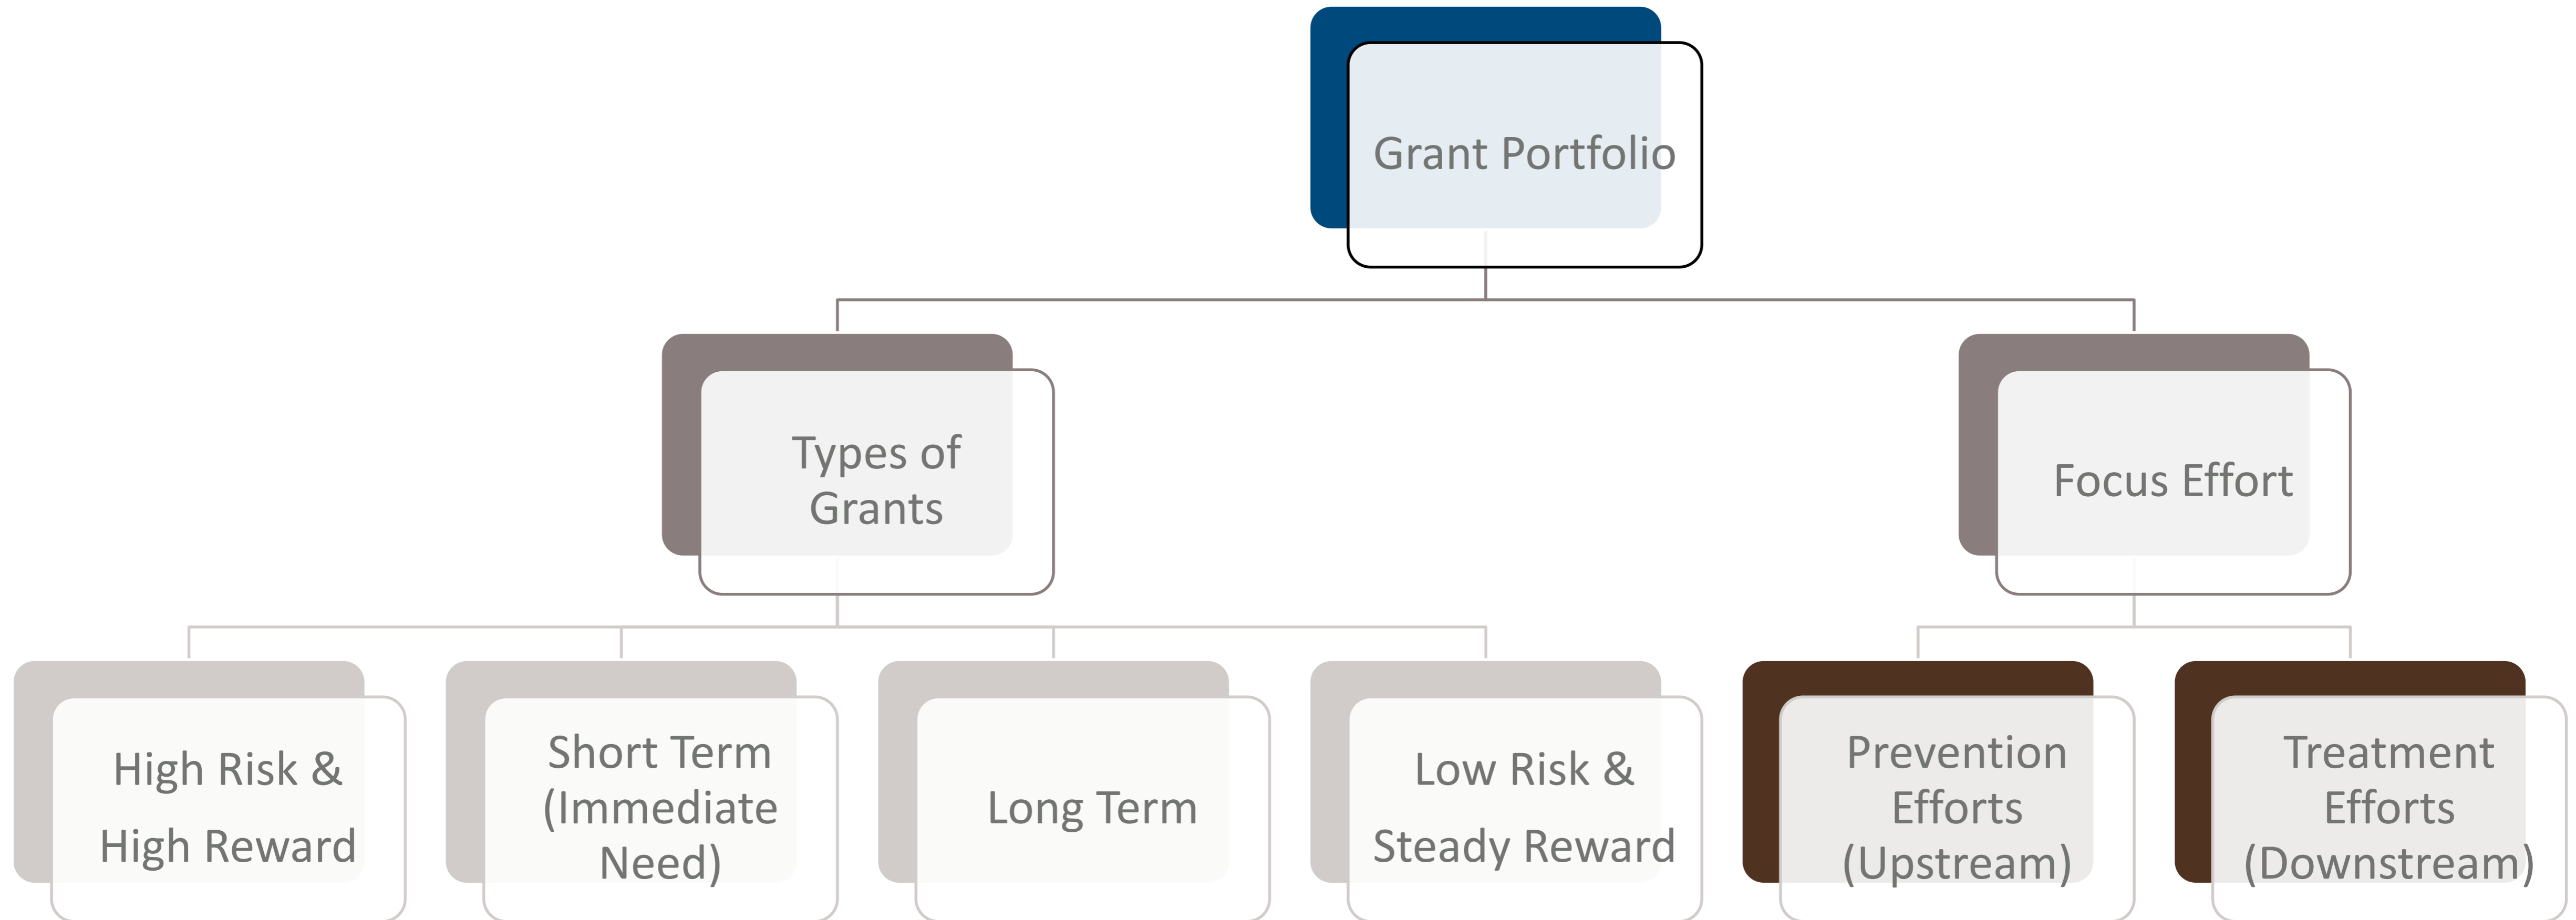 Grant Portfolio
Types of
Grants
Focus Effort
High Risk &
High Reward
Short Term
(Immediate
Need)
Long Term
Low Risk &
Steady Reward
Prevention
Efforts
(Upstream)
Treatment
Efforts
(Downstream)